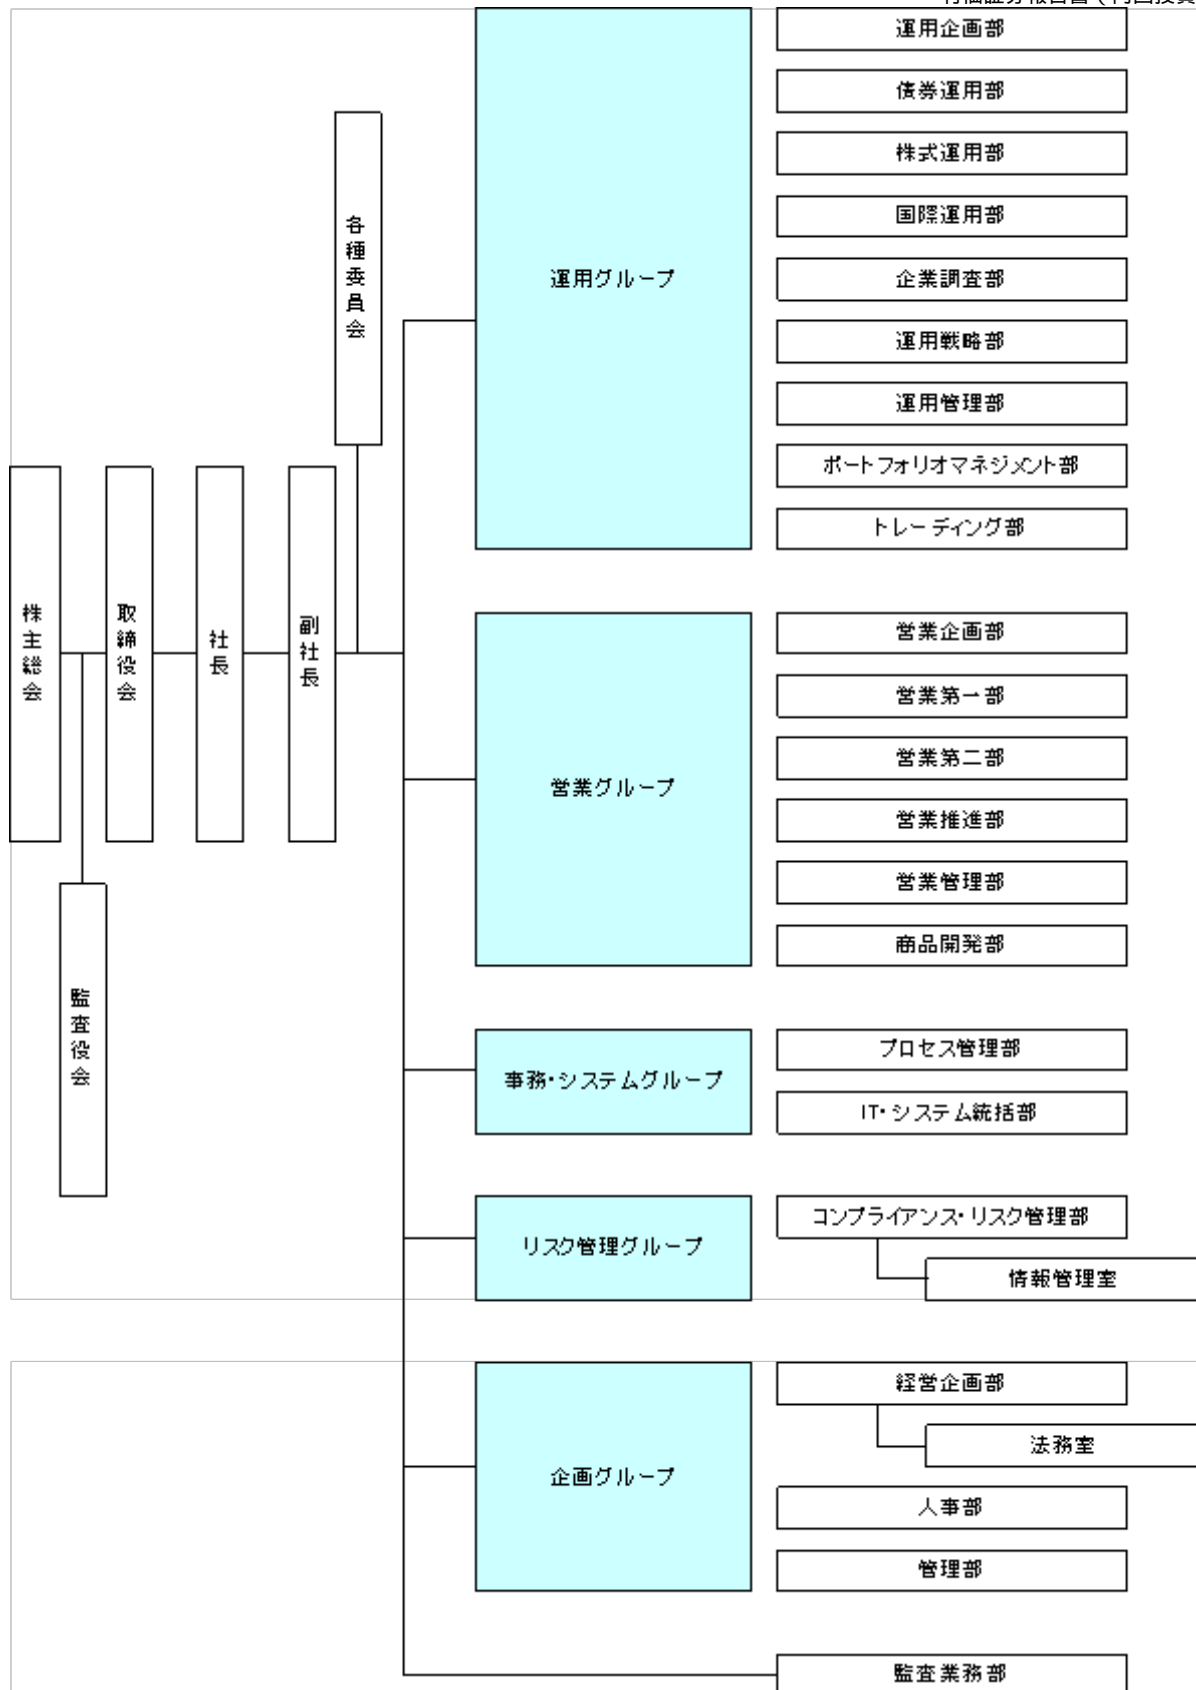 運用企画部
債券運用部
株式運用部
国際運用部
企業調査部
運用戦略部
運用管理部
ポートフォリオマネジメント部
トレーディング部
運用グループ
各種委員会
株主総会
取締役会
社長
副社長
監査役会
営業グループ
営業企画部
営業第一部
営業第二部
営業推進部
営業管理部
商品開発部
事務・システムグループ
プロセス管理部
IT・システム統括部
リスク管理グループ
コンプライアンス・リスク管理部
情報管理室
企画グループ
経営企画部
法務室
人事部
管理部
監査業務部